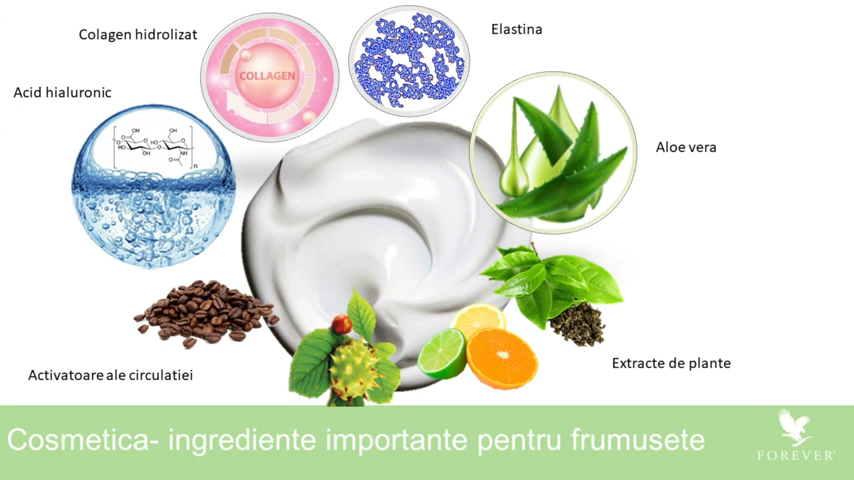 Colagen hidrolizat
Elastina
COLLAGEN
Acid hialuronic
Aloe vera
Extracte de plante
Activatoare ale circulatiei
Cosmetica- ingrediente importante pentru frumusete
FOREVER®